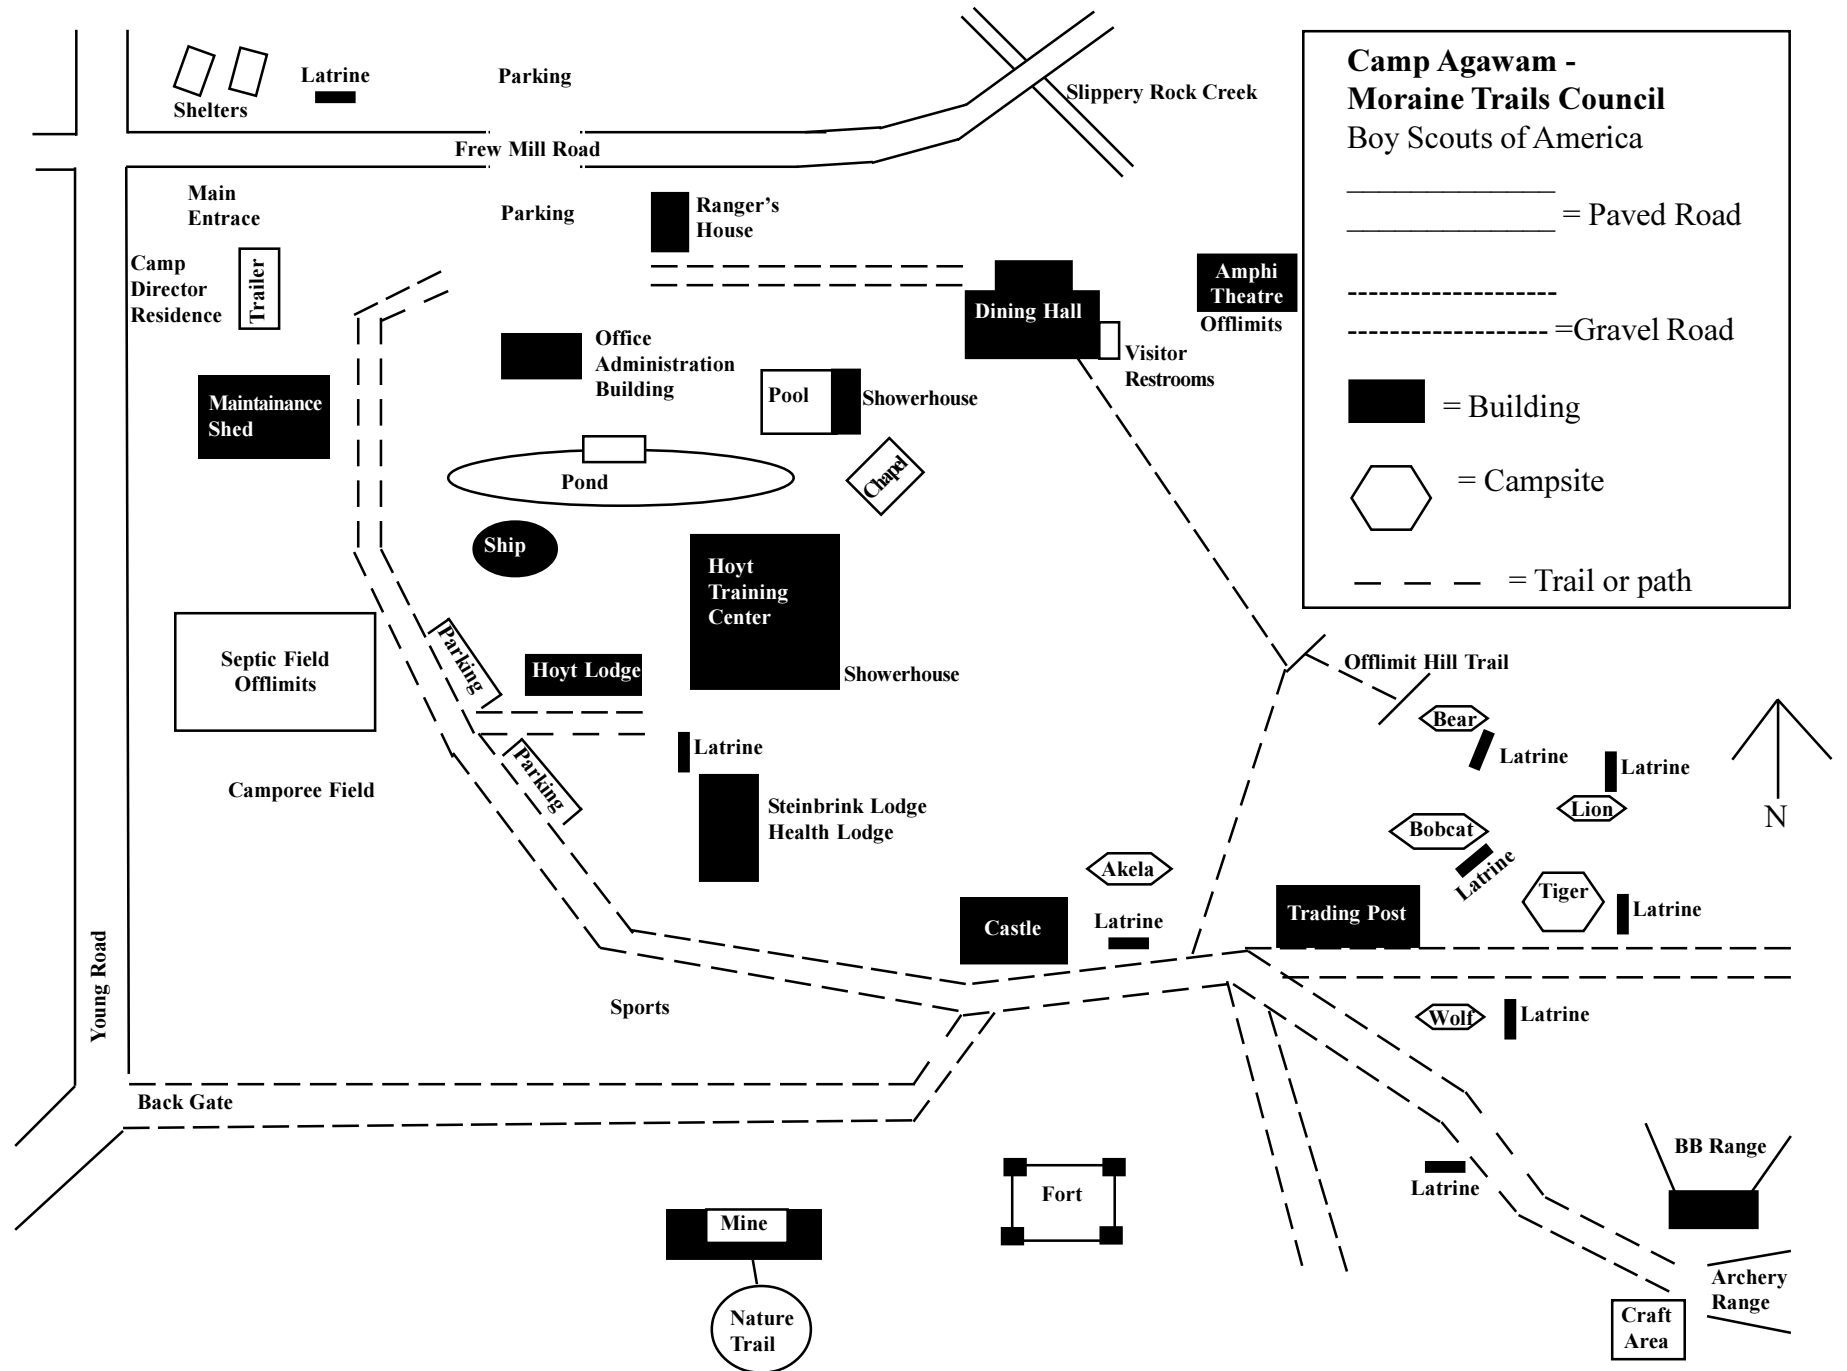 Shelters
Latrine
Parking
Slippery Rock Creek
Frew Mill Road
Main
Entrace
Parking
Ranger's
House
Camp
Director
Residence
Trailer
Dining Hall
Amphi
Theatre
Offlimits
Visitor
Restrooms
Office
Administration
Building
Maintainance
Shed
Pool
Showerhouse
Chapel
Pond
Ship
Hoyt
Training
Center
Showerhouse
Septic Field
Offlimits
Parking
Hoyt Lodge
Parking
Latrine
Camporee Field
Steinbrink Lodge
Health Lodge
Camp Agawam -
Moraine Trails Council
Boy Scouts of America
= Paved Road
=Gravel Road
= Building
= Campsite
= Trail or path
Offlimit Hill Trail
Bear
Latrine
Latrine
Lion
Bobcat
Latrine
Tiger
Latrine
N
Akela
Latrine
Castle
Trading Post
Wolf
Latrine
Young Road
Sports
Back Gate
Fort
Mine
Nature
Trail
Latrine
BB Range
Archery
Range
Craft
Area